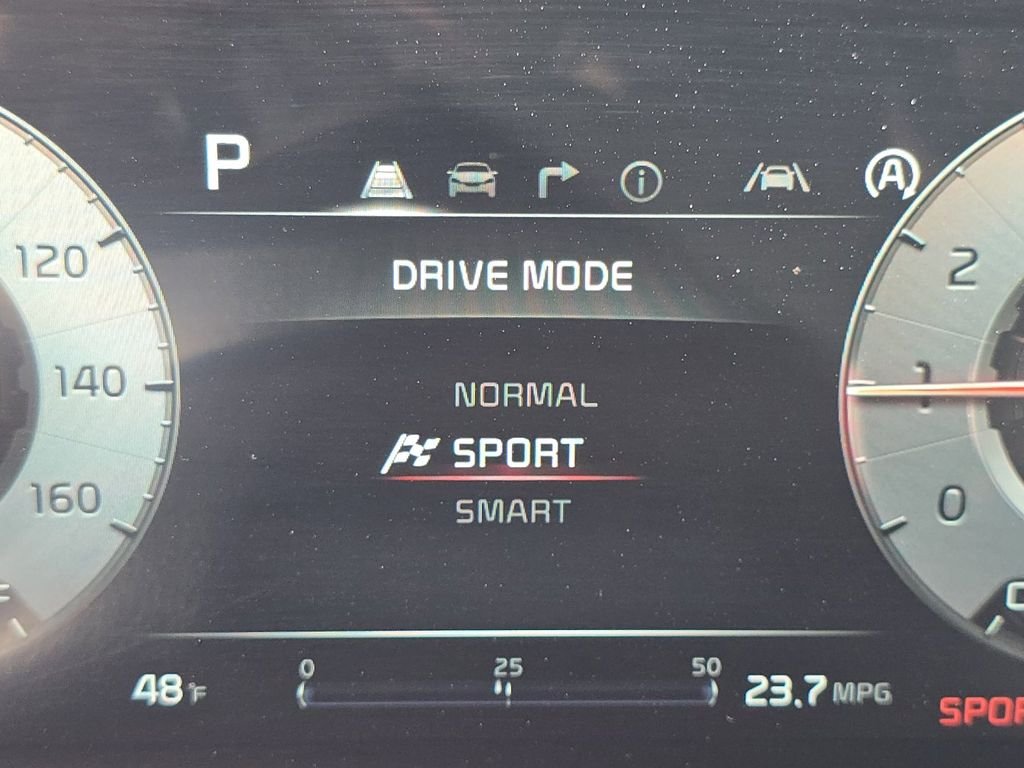 P
A
DRIVE MODE
120
2
NORMAL
140
1
SPORT
160
0
SMART
0 25 50
48°F
23.7 MPG